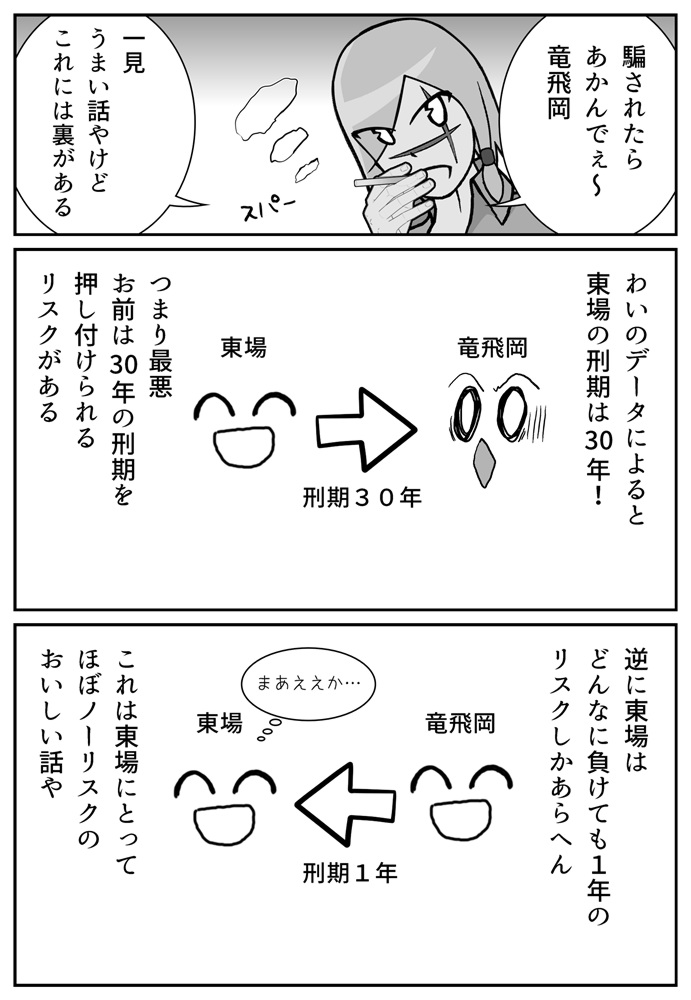 騙されたら
あかんでぇ～
竜飛岡
スパー
一見
うまい話やけど
これには裏がある
わいのデータによると
東場の刑期は30年！
竜飛岡
東場
刑期３０年
つまり最悪
お前は30年の刑期を
押し付けられる
リスクがある
逆に東場は
どんなに負けても１年の
リスクしかあらへん
竜飛岡
まあええか…
東場
刑期１年
これは東場にとって
ほぼノーリスクの
おいしい話や